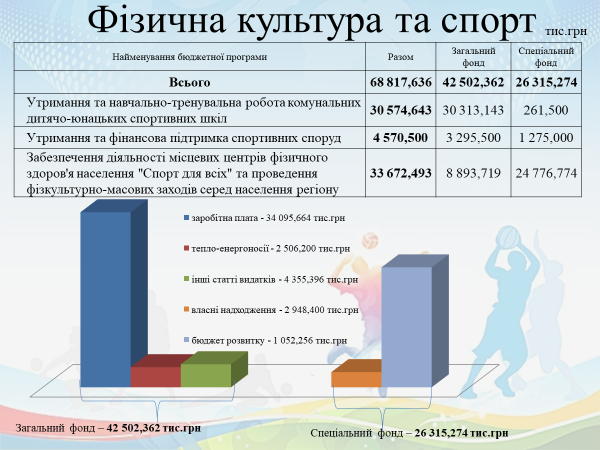 Фізична культура та спорт тис.грн
Найменування бюджетної програми Разом Загальний фонд Спеціальний фонд
Всього 68 817,636 42 502,362 26 315,274
Утримання та навчально-тренувальна робота комунальних
дитячо-юнацьких спортивних шкіл 30 574,643 30 313,143 261,500
Утримання та фінансова підтримка спортивних споруд 4 570,500 3 295,500 1 275,000
Забезпечення діяльності місцевих центрів фізичного
здоров'я населення "Спорт для всіх" та проведення 33 672,493 8 893,719 24 776,774
фізкультурно-масових заходів серед населення регіону
заробітна плата - 34 095,664 тис.грн
тепло-енергоносії - 2 506,200 тис.грн
інші статті видатків - 4 355,396 тис.грн
власні надходження - 2 948,400 тис.грн
бюджет розвитку - 1 052,256 тис.грн
Загальний фонд – 42 502,362 тис.грн
Спеціальний фонд – 26 315,274 тис.грн